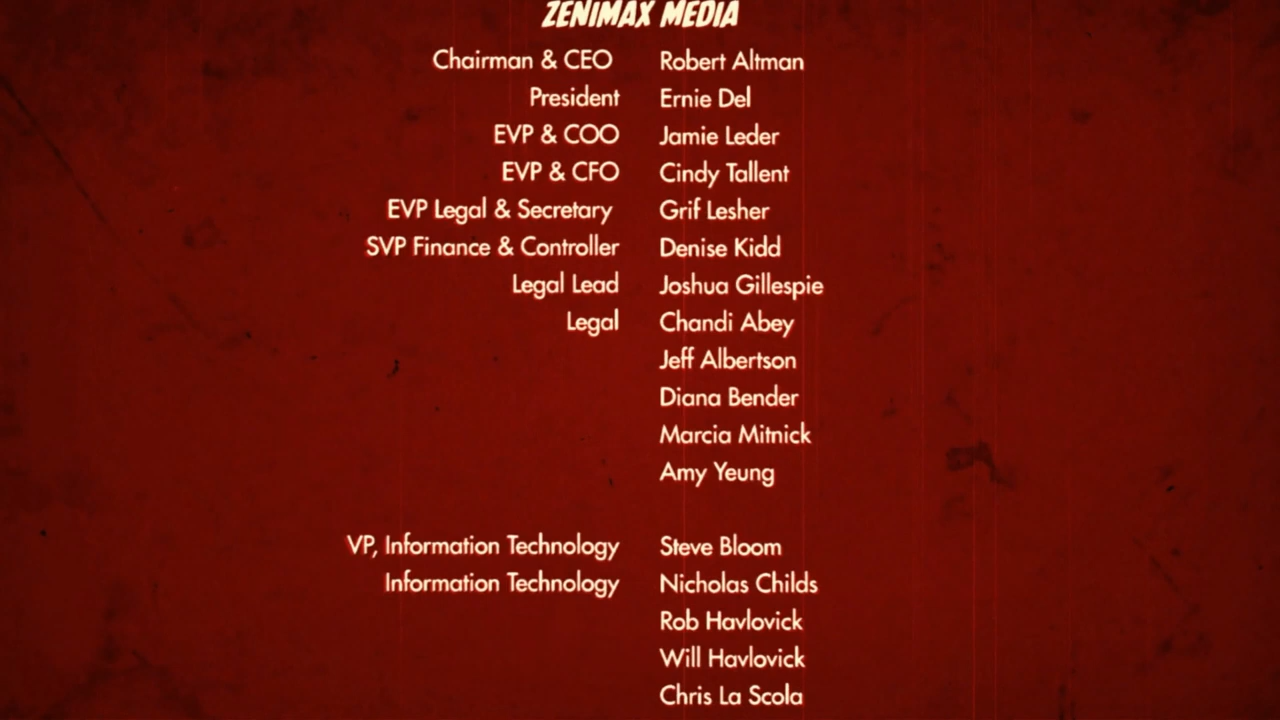 ZENIMAX MEDIA
Chairman & CEO Robert Altman
President Ernie Del
EVP & COO Jamie Leder
EVP & CFO Cindy Tallent
EVP Legal & Secretary Grif Lesher
SVP Finance & Controller Denise Kidd
Legal Lead Joshua Gillespie
Legal Chandi Abey
Jeff Albertson
Diana Bender
Marcia Mitnick
Amy Yeung
VP, Information Technology Steve Bloom
Information Technology Nicholas Childs
Rob Havlovick
Will Havlovick
Chris La Scola